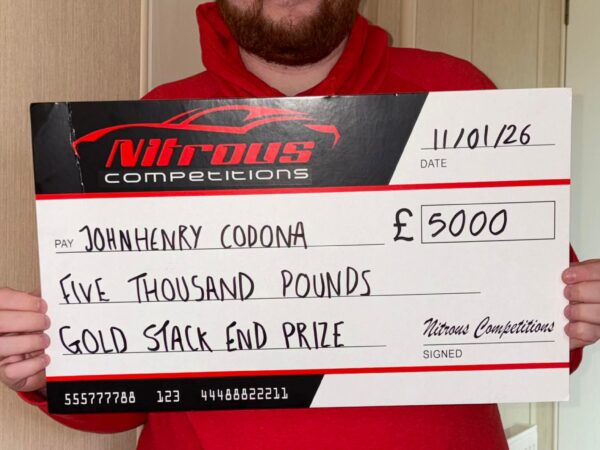 Nitrous
COMPETITIONS
11/01/26
DATE
PAY JOHNHENRY CODONA £ 5000
FIVE THOUSAND POUNDS
GOLD STACK END PRIZE
Nitrous Competitions
SIGNED
555777788 123 44488822211